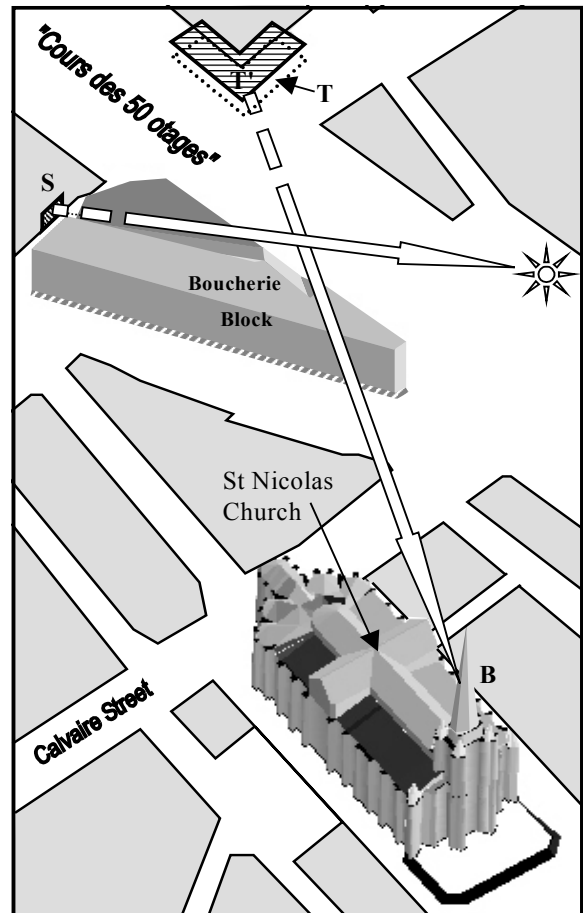 "Cours des 50 otages"
T'
T
S
Boucherie
Block
St Nicolas
Church
B
Calvaire Street